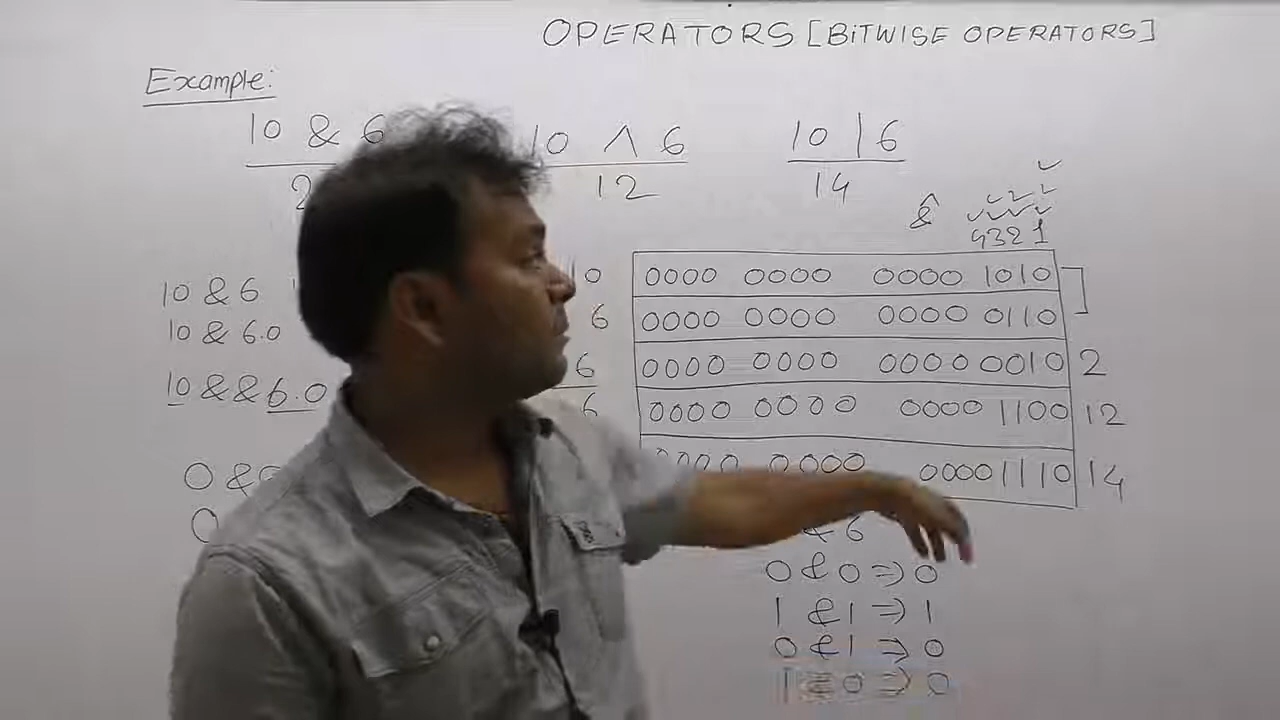 OPERATORS [BITWISE OPERATORS]
Example:
10 & 6
2
10 ^ 6
12
10 | 6
14
&
4 3 2 1
10 & 6
10 & 6.0
10 && 6.0
0 &
0
10 0000 0000 0000 1010
6 0000 0000 0000 0110
6 0000 0000 0000 0010 2
6 0000 0000 0000 1100 12
0000 0000 0000 1110 14
& 6
0 & 0 => 0
1 & 1 => 1
0 & 1 => 0
1 & 0 => 0